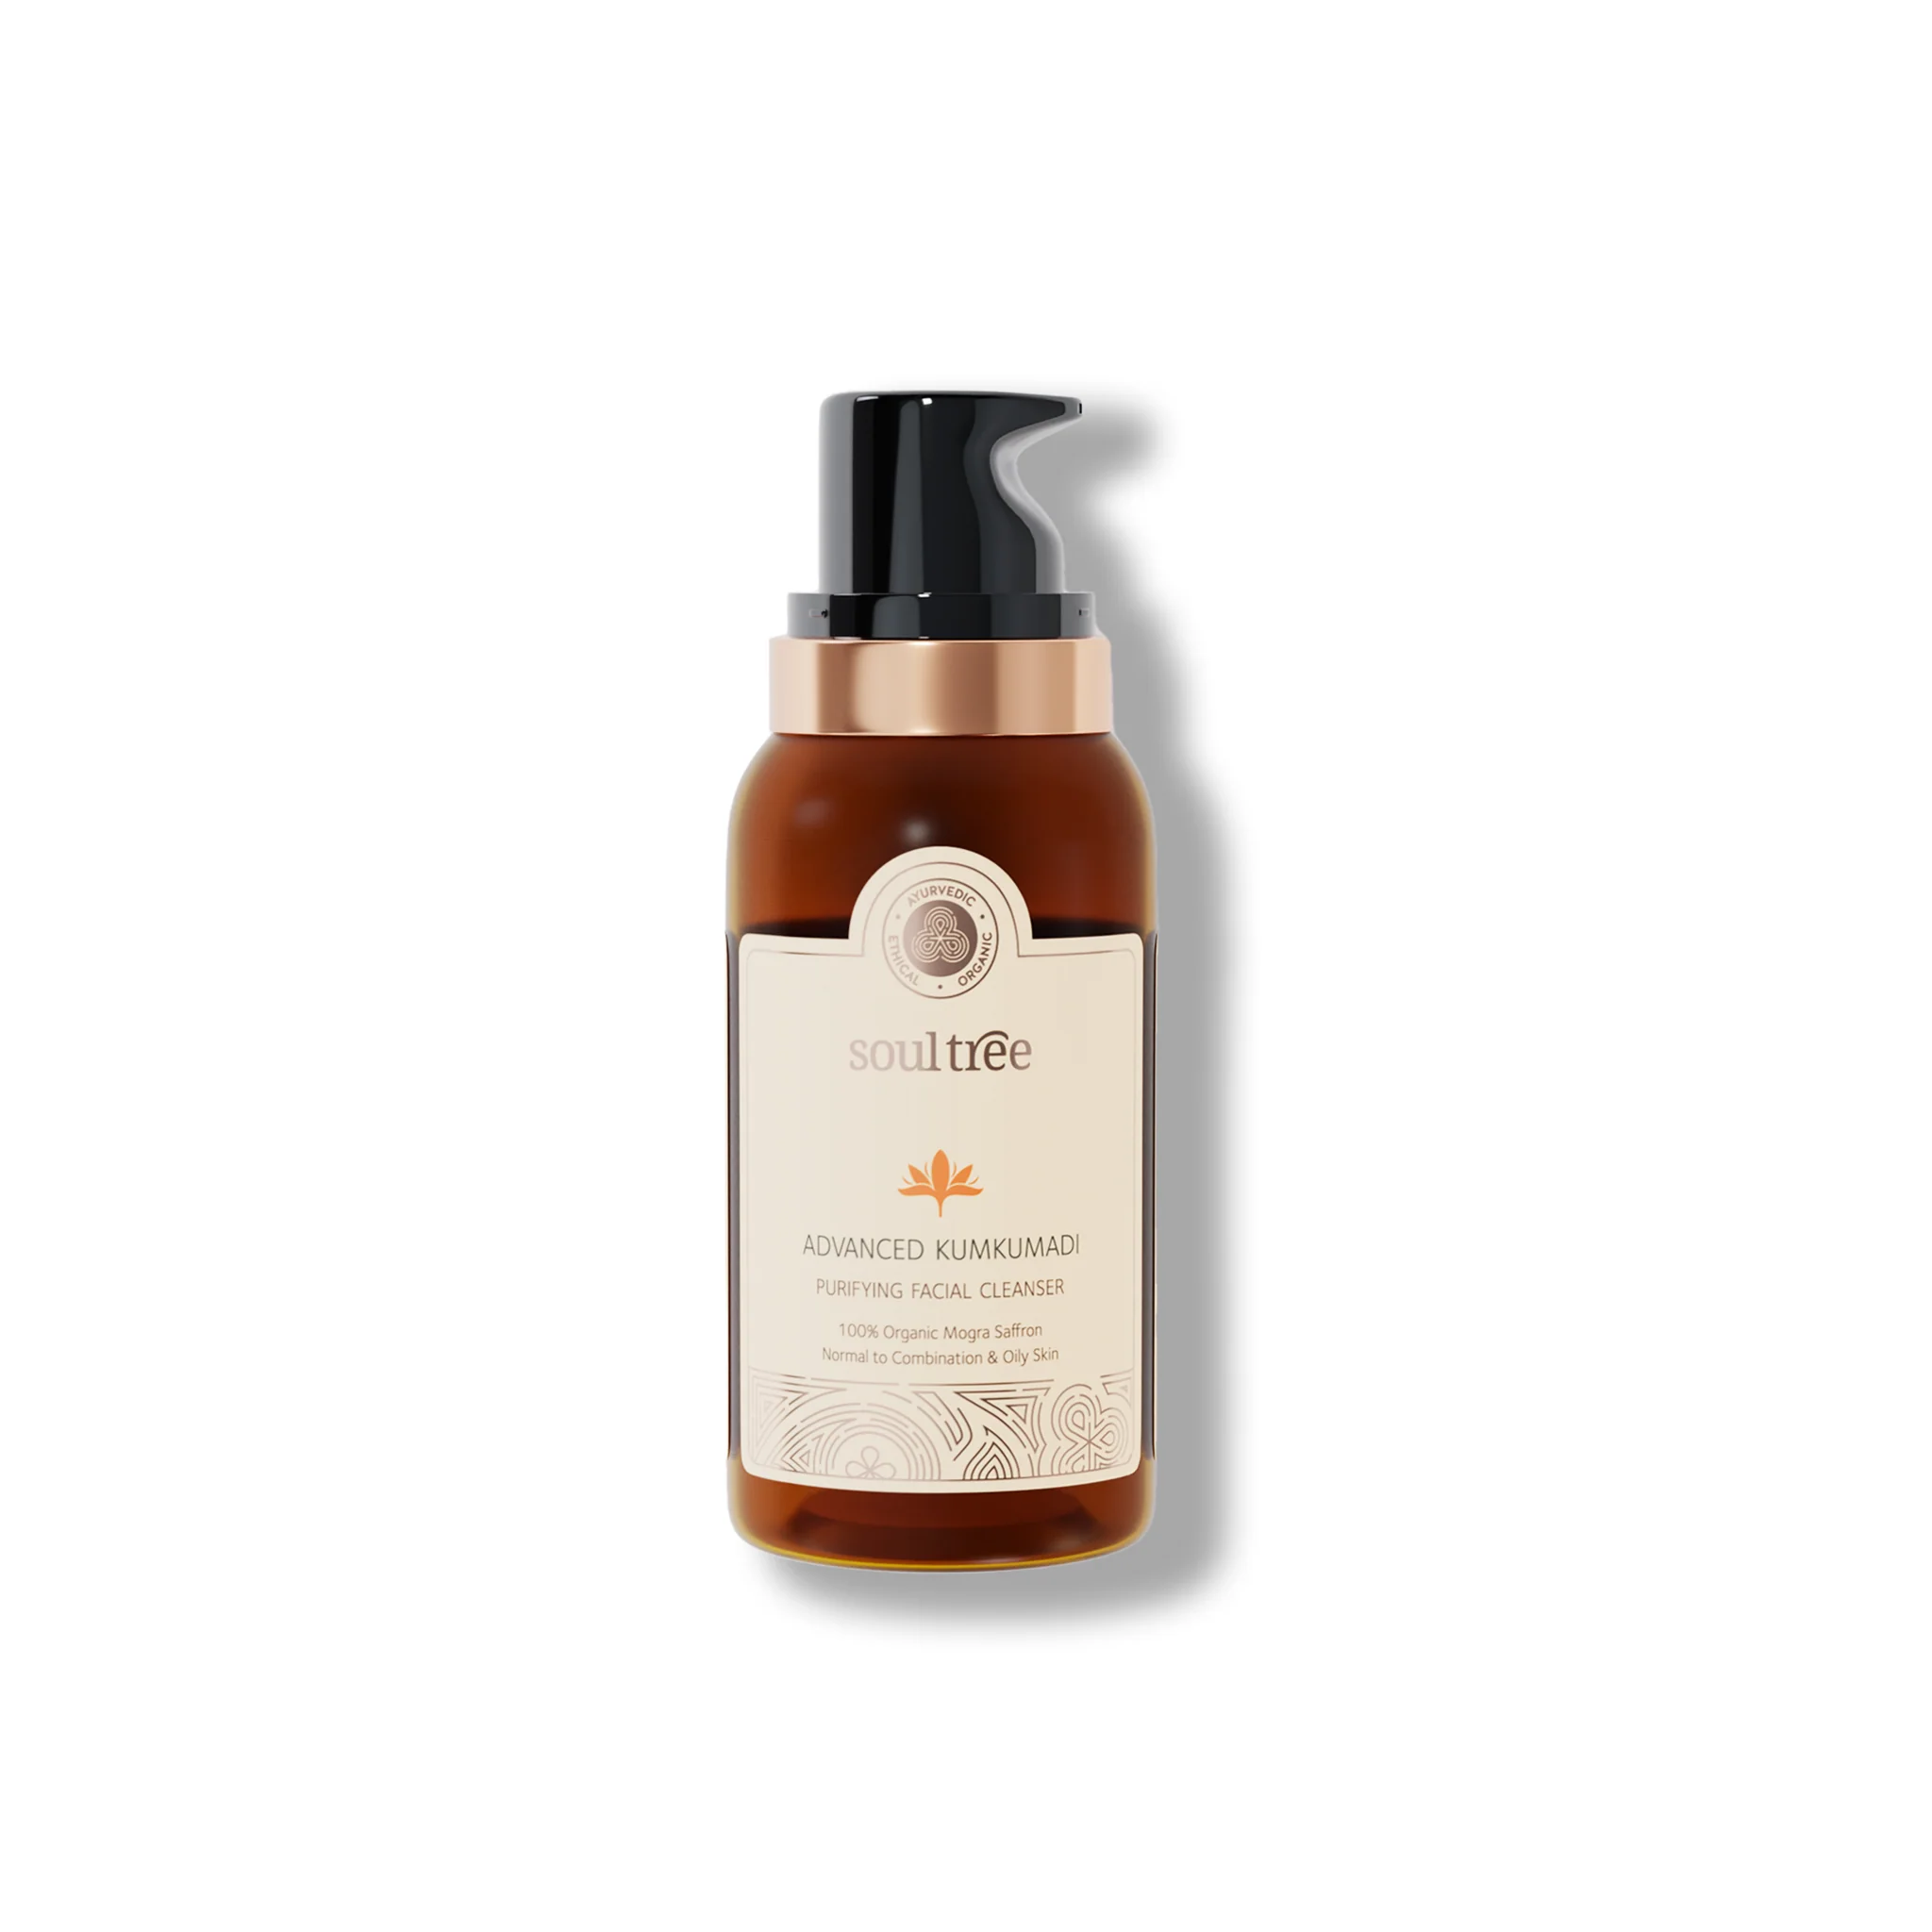 AYURVEDIC
ETHICAL
ORGANIC
soultree
ADVANCED KUMKUMADI
PURIFYING FACIAL CLEANSER
100% Organic Mogra Saffron
Normal to Combination & Oily Skin